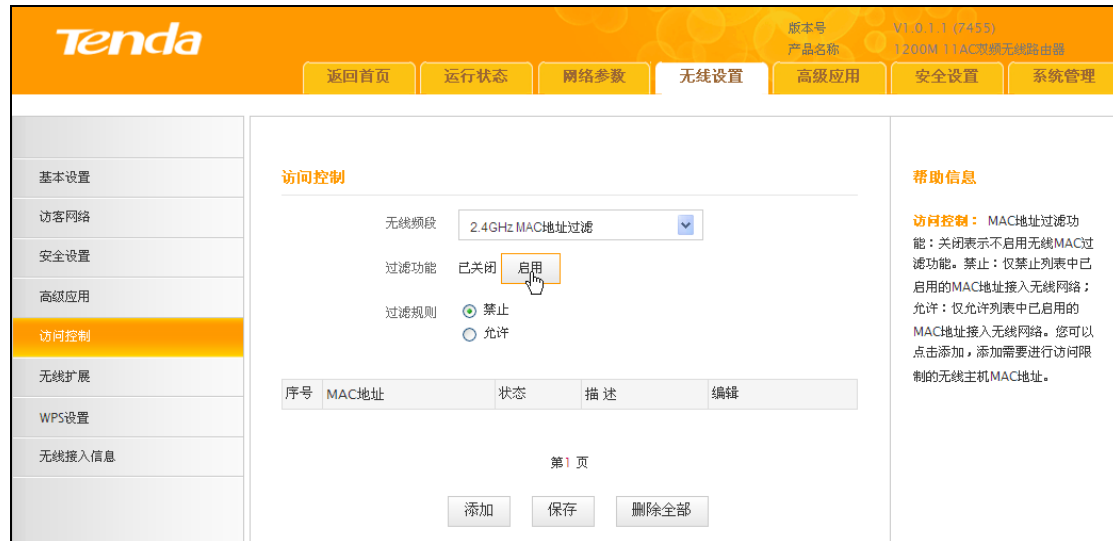 Tenda
版本号 V1.0.1.1 (7455)
产品名称 1200M 11AC双频无线路由器
返回首页 运行状态 网络参数 无线设置 高级应用 安全设置 系统管理
基本设置
访客网络
安全设置
高级应用
访问控制
无线扩展
WPS设置
无线接入信息
访问控制
无线频段 2.4GHz MAC地址过滤
过滤功能 已关闭 启用
过滤规则 禁止
允许
序号 MAC地址 状态 描述 编辑
第1 页
添加 保存 删除全部
帮助信息
访问控制： MAC地址过滤功
能：关闭表示不启用无线MAC过
滤功能。禁止：仅禁止列表中已
启用的MAC地址接入无线网络；
允许：仅允许列表中已启用的
MAC地址接入无线网络。您可以
点击添加，添加需要进行访问限
制的无线主机MAC地址。